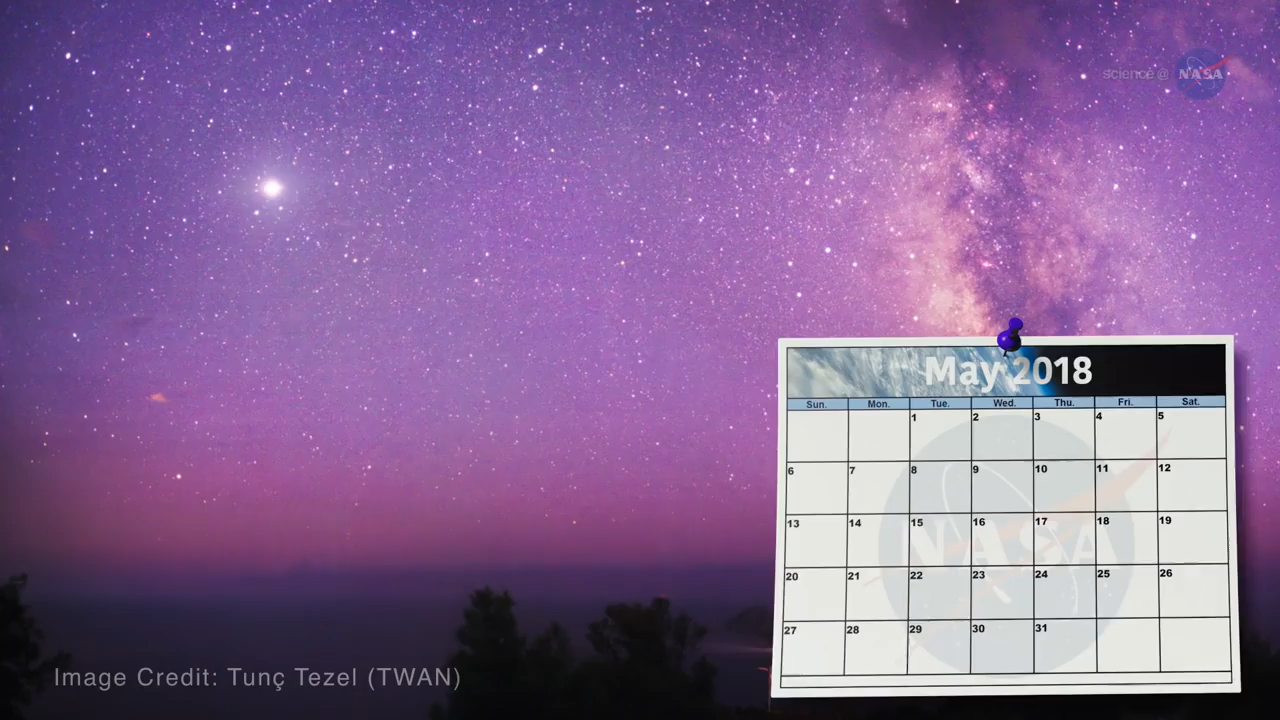 science@ NASA
May 2018
Sun. Mon. Tue. Wed. Thu. Fri. Sat.
1 2 3 4 5
6 7 8 9 10 11 12
13 14 15 16 17 18 19
NASA
20 21 22 23 24 25 26
27 28 29 30 31
Image Credit: Tunç Tezel (TWAN)